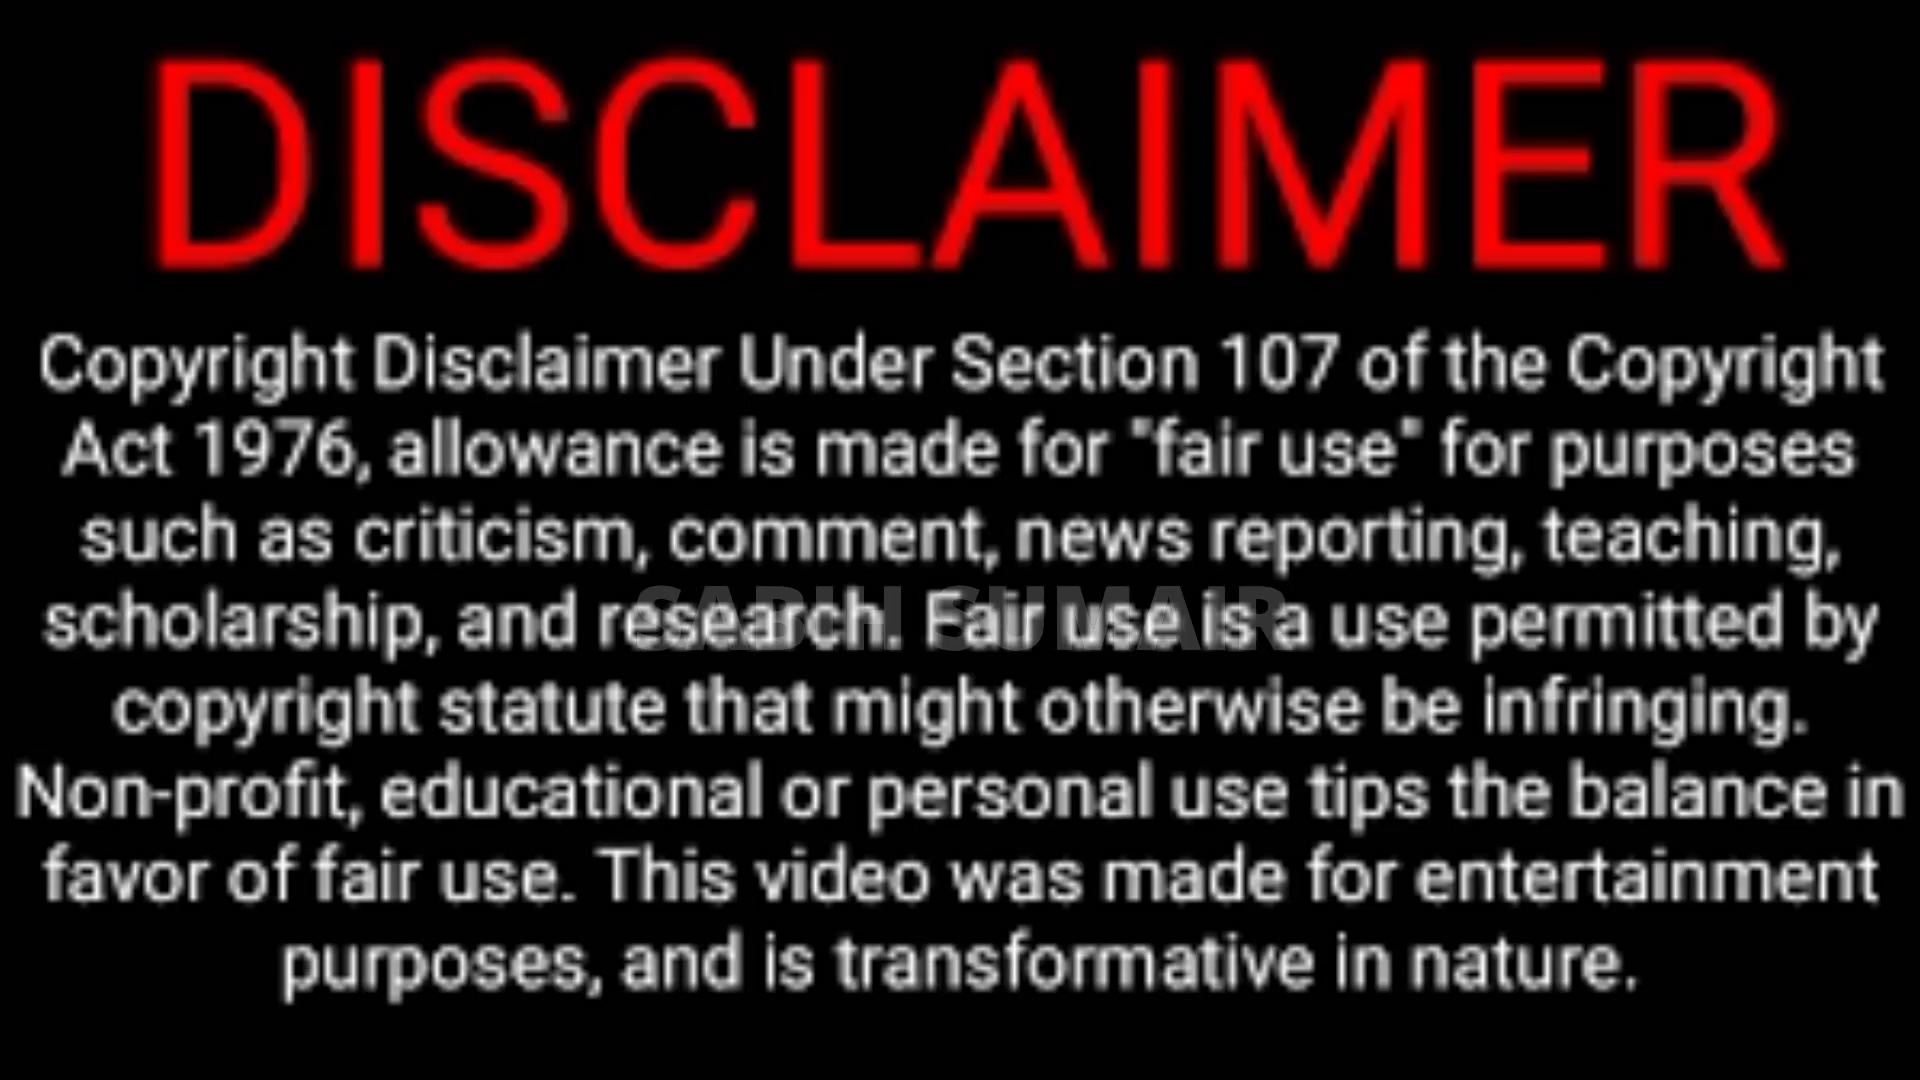 DISCLAIMER
Copyright Disclaimer Under Section 107 of the Copyright
Act 1976, allowance is made for "fair use" for purposes
such as criticism, comment, news reporting, teaching,
scholarship, and research. Fair use is a use permitted by
SABIH SUMAIR
copyright statute that might otherwise be infringing.
Non-profit, educational or personal use tips the balance in
favor of fair use. This video was made for entertainment
purposes, and is transformative in nature.